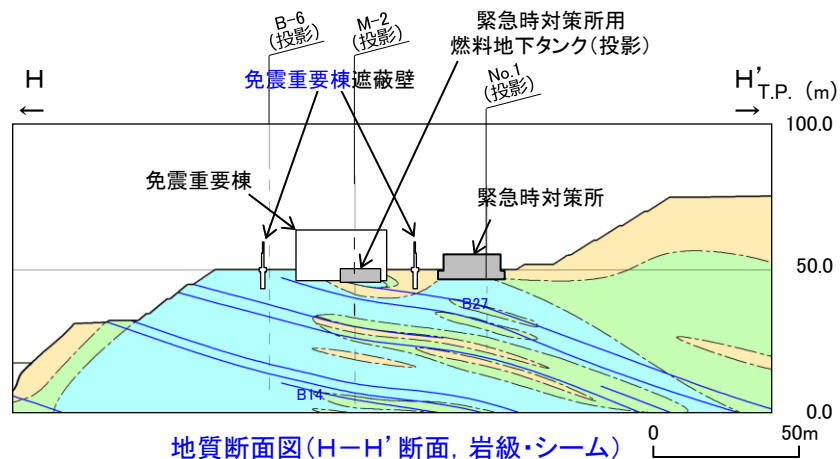 B-6
(投影)
M-2
(投影)
緊急時対策所用
燃料地下タンク(投影)
No.1
(投影)
H
←
免震重要棟遮蔽壁
H’
→
T.P. (m)
100.0
免震重要棟
緊急時対策所
50.0
B27
B14
0.0
地質断面図(H-H’断面, 岩級・シーム)
0
50m